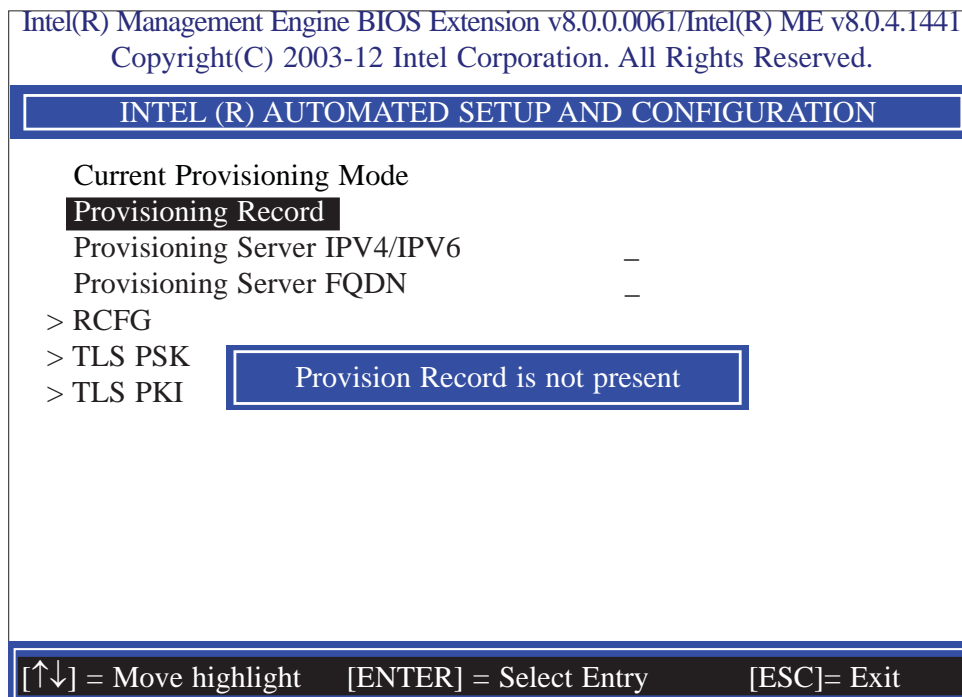 Intel(R) Management Engine BIOS Extension v8.0.0.0061/Intel(R) ME v8.0.4.1441
Copyright(C) 2003-12 Intel Corporation. All Rights Reserved.
INTEL (R) AUTOMATED SETUP AND CONFIGURATION
Current Provisioning Mode
Provisioning Record
Provisioning Server IPV4/IPV6 _
Provisioning Server FQDN _
> RCFG
> TLS PSK
> TLS PKI
Provision Record is not present
[↑↓] = Move highlight [ENTER] = Select Entry [ESC]= Exit